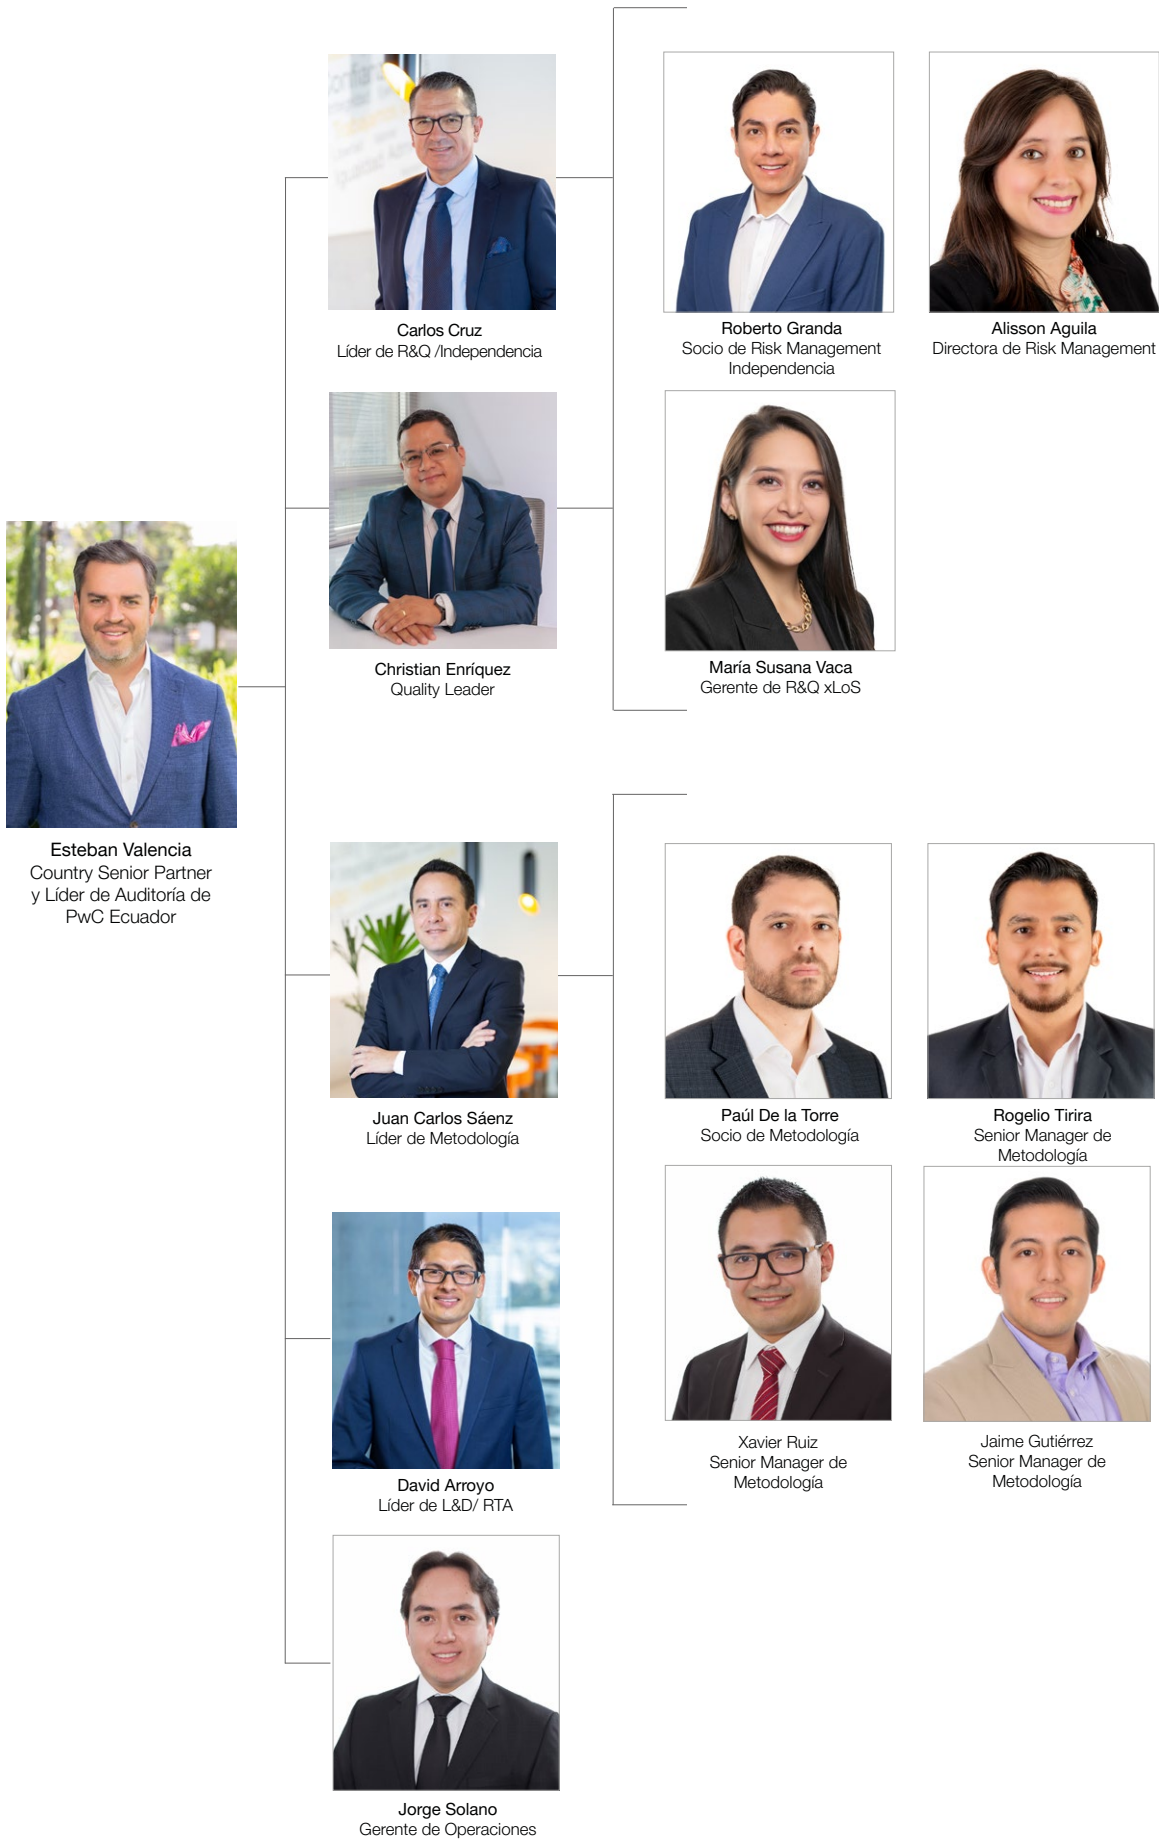 Carlos Cruz
Líder de R&Q /Independencia
Roberto Granda
Socio de Risk Management
Independencia
Alisson Aguila
Directora de Risk Management
Christian Enríquez
Quality Leader
María Susana Vaca
Gerente de R&Q xLoS
Esteban Valencia
Country Senior Partner
y Líder de Auditoría de
PwC Ecuador
Juan Carlos Sáenz
Líder de Metodología
Paúl De la Torre
Socio de Metodología
Rogelio Tirira
Senior Manager de
Metodología
Xavier Ruiz
Senior Manager de
Metodología
Jaime Gutiérrez
Senior Manager de
Metodología
David Arroyo
Líder de L&D/ RTA
Jorge Solano
Gerente de Operaciones